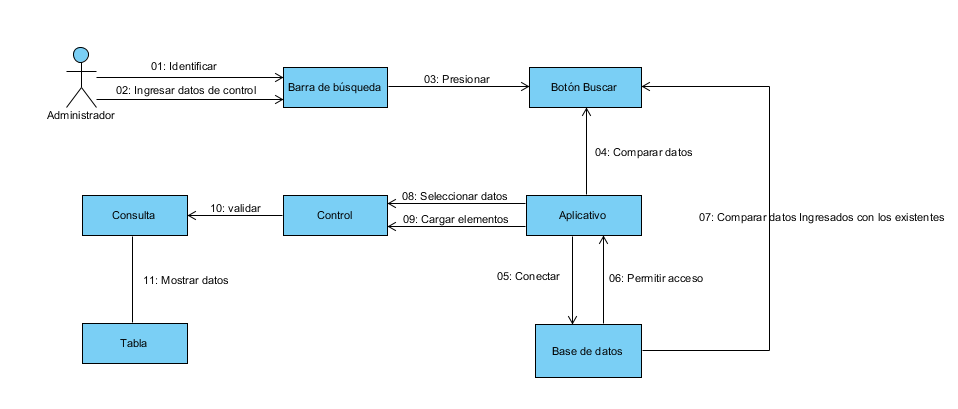 01: Identificar
02: Ingresar datos de control
Administrador
Barra de búsqueda
03: Presionar
Botón Buscar
04: Comparar datos
Consulta
10: validar
Control
08: Seleccionar datos
09: Cargar elementos
Aplicativo
07: Comparar datos Ingresados con los existentes
11: Mostrar datos
05: Conectar
06: Permitir acceso
Tabla
Base de datos